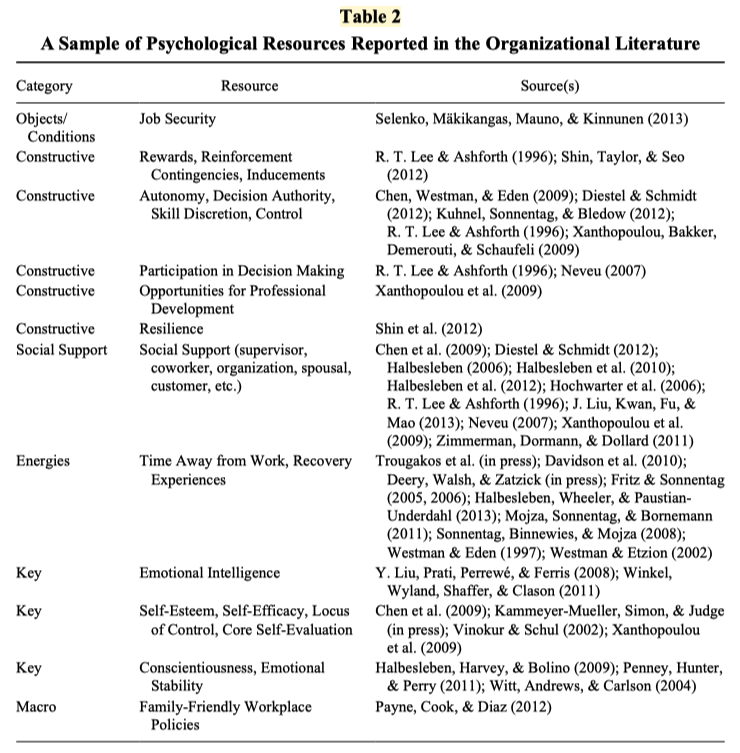 Table 2
A Sample of Psychological Resources Reported in the Organizational Literature
Category Resource Source(s)
Objects/ Job Security Selenko, Mäkikangas, Mauno, & Kinnunen (2013)
Conditions
Constructive Rewards, Reinforcement R. T. Lee & Ashforth (1996); Shin, Taylor, & Seo
Contingencies, Inducements (2012)
Constructive Autonomy, Decision Authority, Chen, Westman, & Eden (2009); Diestel & Schmidt
Skill Discretion, Control (2012); Kuhnel, Sonnentag, & Bledow (2012);
R. T. Lee & Ashforth (1996); Xanthopoulou, Bakker,
Demerouti, & Schaufeli (2009)
Constructive Participation in Decision Making R. T. Lee & Ashforth (1996); Neveu (2007)
Constructive Opportunities for Professional Xanthopoulou et al. (2009)
Development
Constructive Resilience Shin et al. (2012)
Social Support Social Support (supervisor, Chen et al. (2009); Diestel & Schmidt (2012);
coworker, organization, spousal, Halbesleben (2006); Halbesleben et al. (2010);
customer, etc.) Halbesleben et al. (2012); Hochwarter et al. (2006);
R. T. Lee & Ashforth (1996); J. Liu, Kwan, Fu, &
Mao (2013); Neveu (2007); Xanthopoulou et al.
(2009); Zimmerman, Dormann, & Dollard (2011)
Energies Time Away from Work, Recovery Trougakos et al. (in press); Davidson et al. (2010);
Experiences Deery, Walsh, & Zatzick (in press); Fritz & Sonnentag
(2005, 2006); Halbesleben, Wheeler, & Paustian-
Underdahl (2013); Mojza, Sonnentag, & Bornemann
(2011); Sonnentag, Binnewies, & Mojza (2008);
Westman & Eden (1997); Westman & Etzion (2002)
Key Emotional Intelligence Y. Liu, Prati, Perrewé, & Ferris (2008); Winkel,
Wyland, Shaffer, & Clason (2011)
Key Self-Esteem, Self-Efficacy, Locus Chen et al. (2009); Kammeyer-Mueller, Simon, & Judge
of Control, Core Self-Evaluation (in press); Vinokur & Schul (2002); Xanthopoulou
et al. (2009)
Key Conscientiousness, Emotional Halbesleben, Harvey, & Bolino (2009); Penney, Hunter,
Stability & Perry (2011); Witt, Andrews, & Carlson (2004)
Macro Family-Friendly Workplace Payne, Cook, & Diaz (2012)
Policies